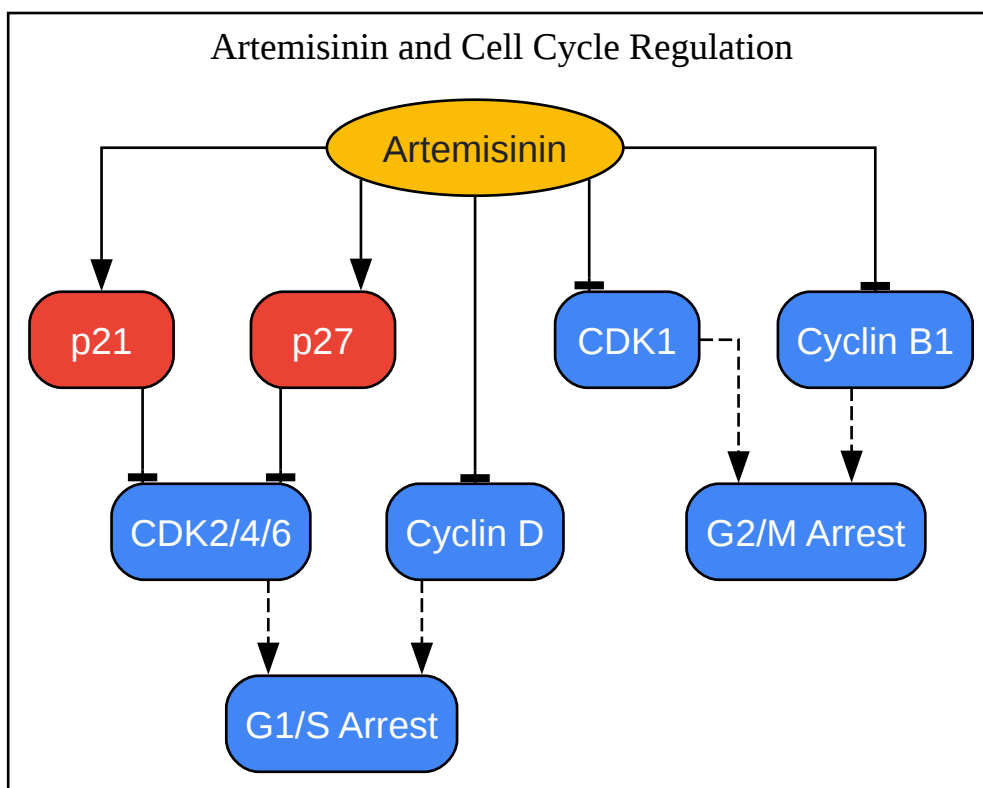 Artemisinin and Cell Cycle Regulation
Artemisinin
p21
p27
CDK1
Cyclin B1
CDK2/4/6
Cyclin D
G2/M Arrest
G1/S Arrest